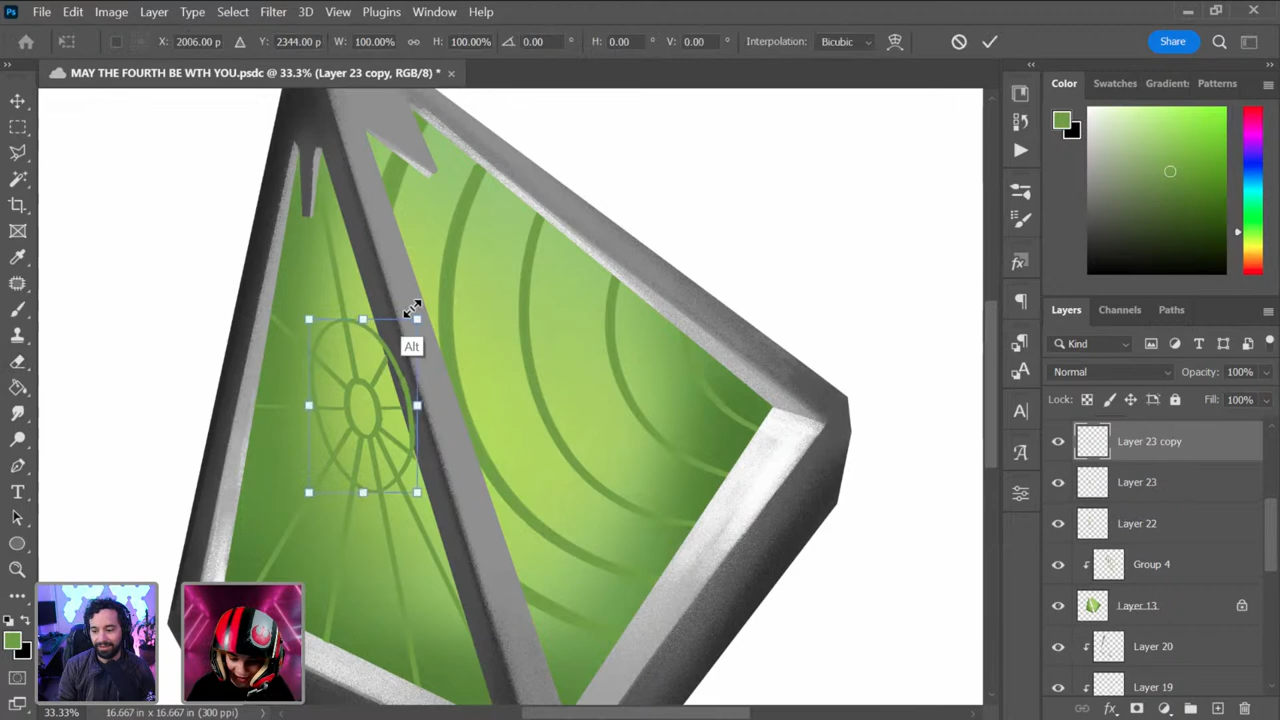 Ps File Edit Image Layer Type Select Filter 3D View Plugins Window Help
X: 2006.00 p Y: 2344.00 p W: 100.00% H: 100.00% 0.00 ° H: 0.00 ° V: 0.00 ° Interpolation: Bicubic Share
MAY THE FOURTH BE WTH YOU.psdc @ 33.3% (Layer 23 copy, RGB/8) *
Color Swatches Gradient: Patterns
Layers Channels Paths
Kind
Normal Opacity: 100%
Lock: Fill: 100%
Layer 23 copy
Layer 23
Layer 22
Group 4
Layer 13
Layer 20
Layer 19
Alt
33.33% 16.667 in x 16.667 in (300 ppi)